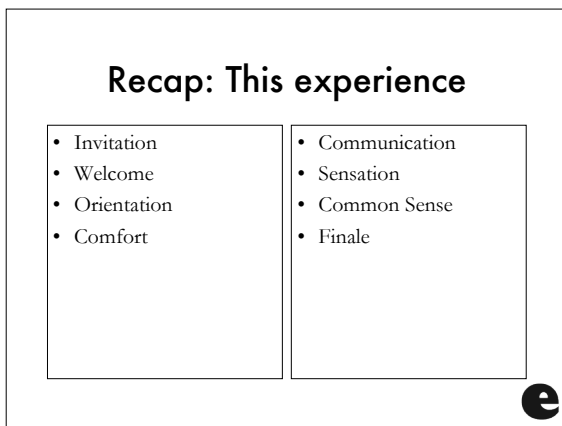 Recap: This experience
• Invitation
• Welcome
• Orientation
• Comfort
• Communication
• Sensation
• Common Sense
• Finale
e